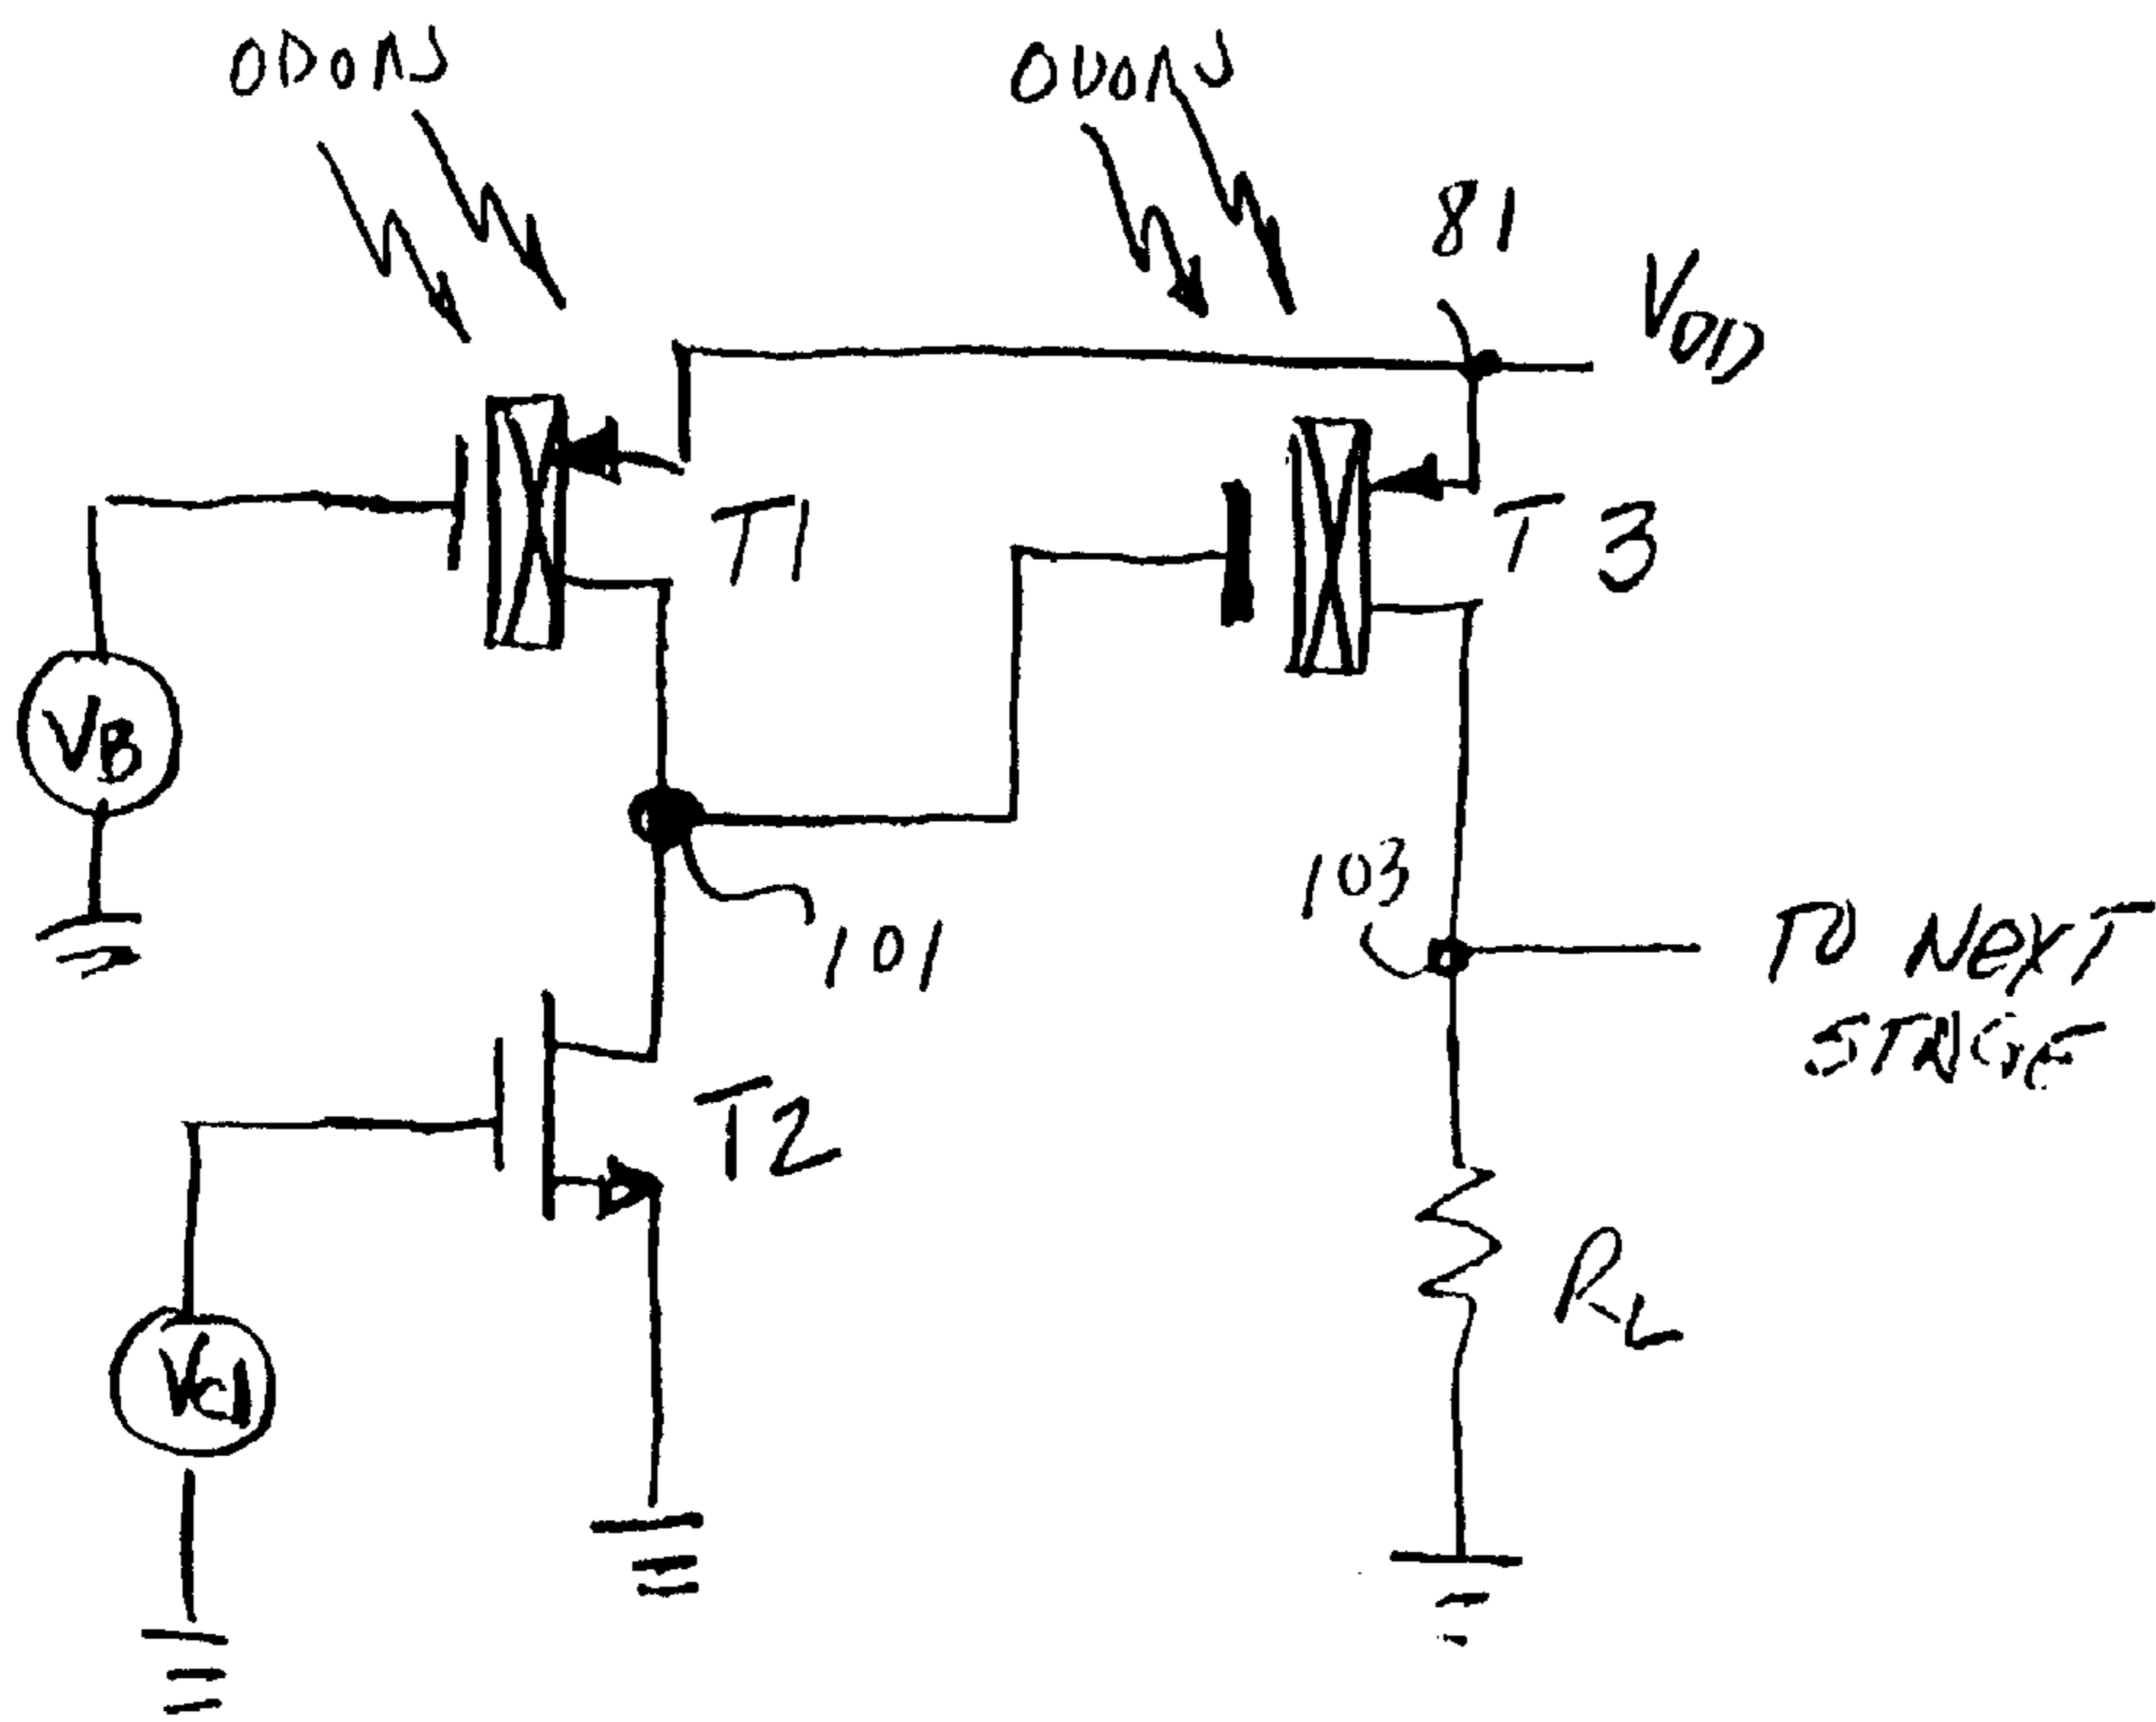 ODORS
ODORS
81
VDD
T1
T3
VB
103
101
TO NEXT
STAGE
T2
RL
VC1